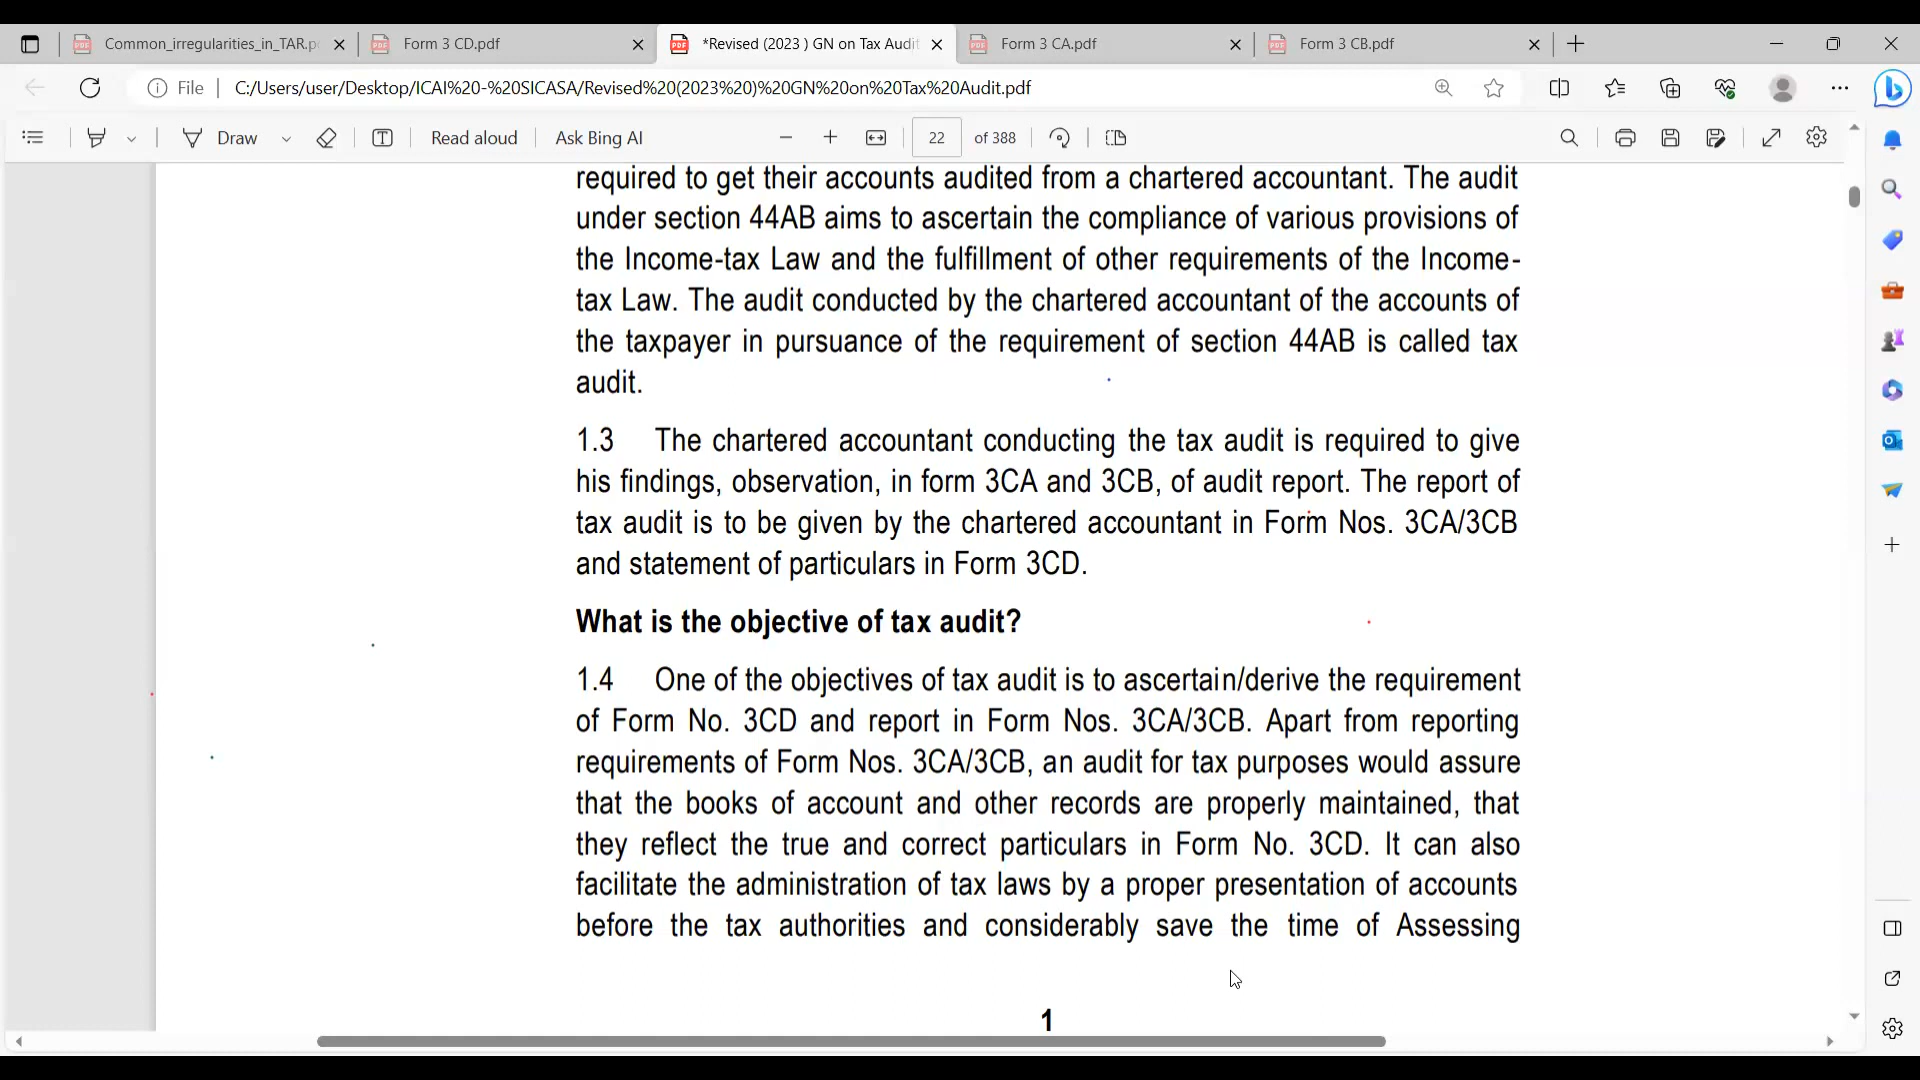 Common_irregularities_in_TAR.p
Form 3 CD.pdf
*Revised (2023 ) GN on Tax Audit
Form 3 CA.pdf
Form 3 CB.pdf
File
C:/Users/user/Desktop/ICAI%20-%20SICASA/Revised%20(2023%20)%20GN%20on%20Tax%20Audit.pdf
Draw
Read aloud
Ask Bing AI
22
of 388
required to get their accounts audited from a chartered accountant. The audit
under section 44AB aims to ascertain the compliance of various provisions of
the Income-tax Law and the fulfillment of other requirements of the Income-
tax Law. The audit conducted by the chartered accountant of the accounts of
the taxpayer in pursuance of the requirement of section 44AB is called tax
audit.
1.3 The chartered accountant conducting the tax audit is required to give
his findings, observation, in form 3CA and 3CB, of audit report. The report of
tax audit is to be given by the chartered accountant in Form Nos. 3CA/3CB
and statement of particulars in Form 3CD.
What is the objective of tax audit?
1.4 One of the objectives of tax audit is to ascertain/derive the requirement
of Form No. 3CD and report in Form Nos. 3CA/3CB. Apart from reporting
requirements of Form Nos. 3CA/3CB, an audit for tax purposes would assure
that the books of account and other records are properly maintained, that
they reflect the true and correct particulars in Form No. 3CD. It can also
facilitate the administration of tax laws by a proper presentation of accounts
before the tax authorities and considerably save the time of Assessing
1